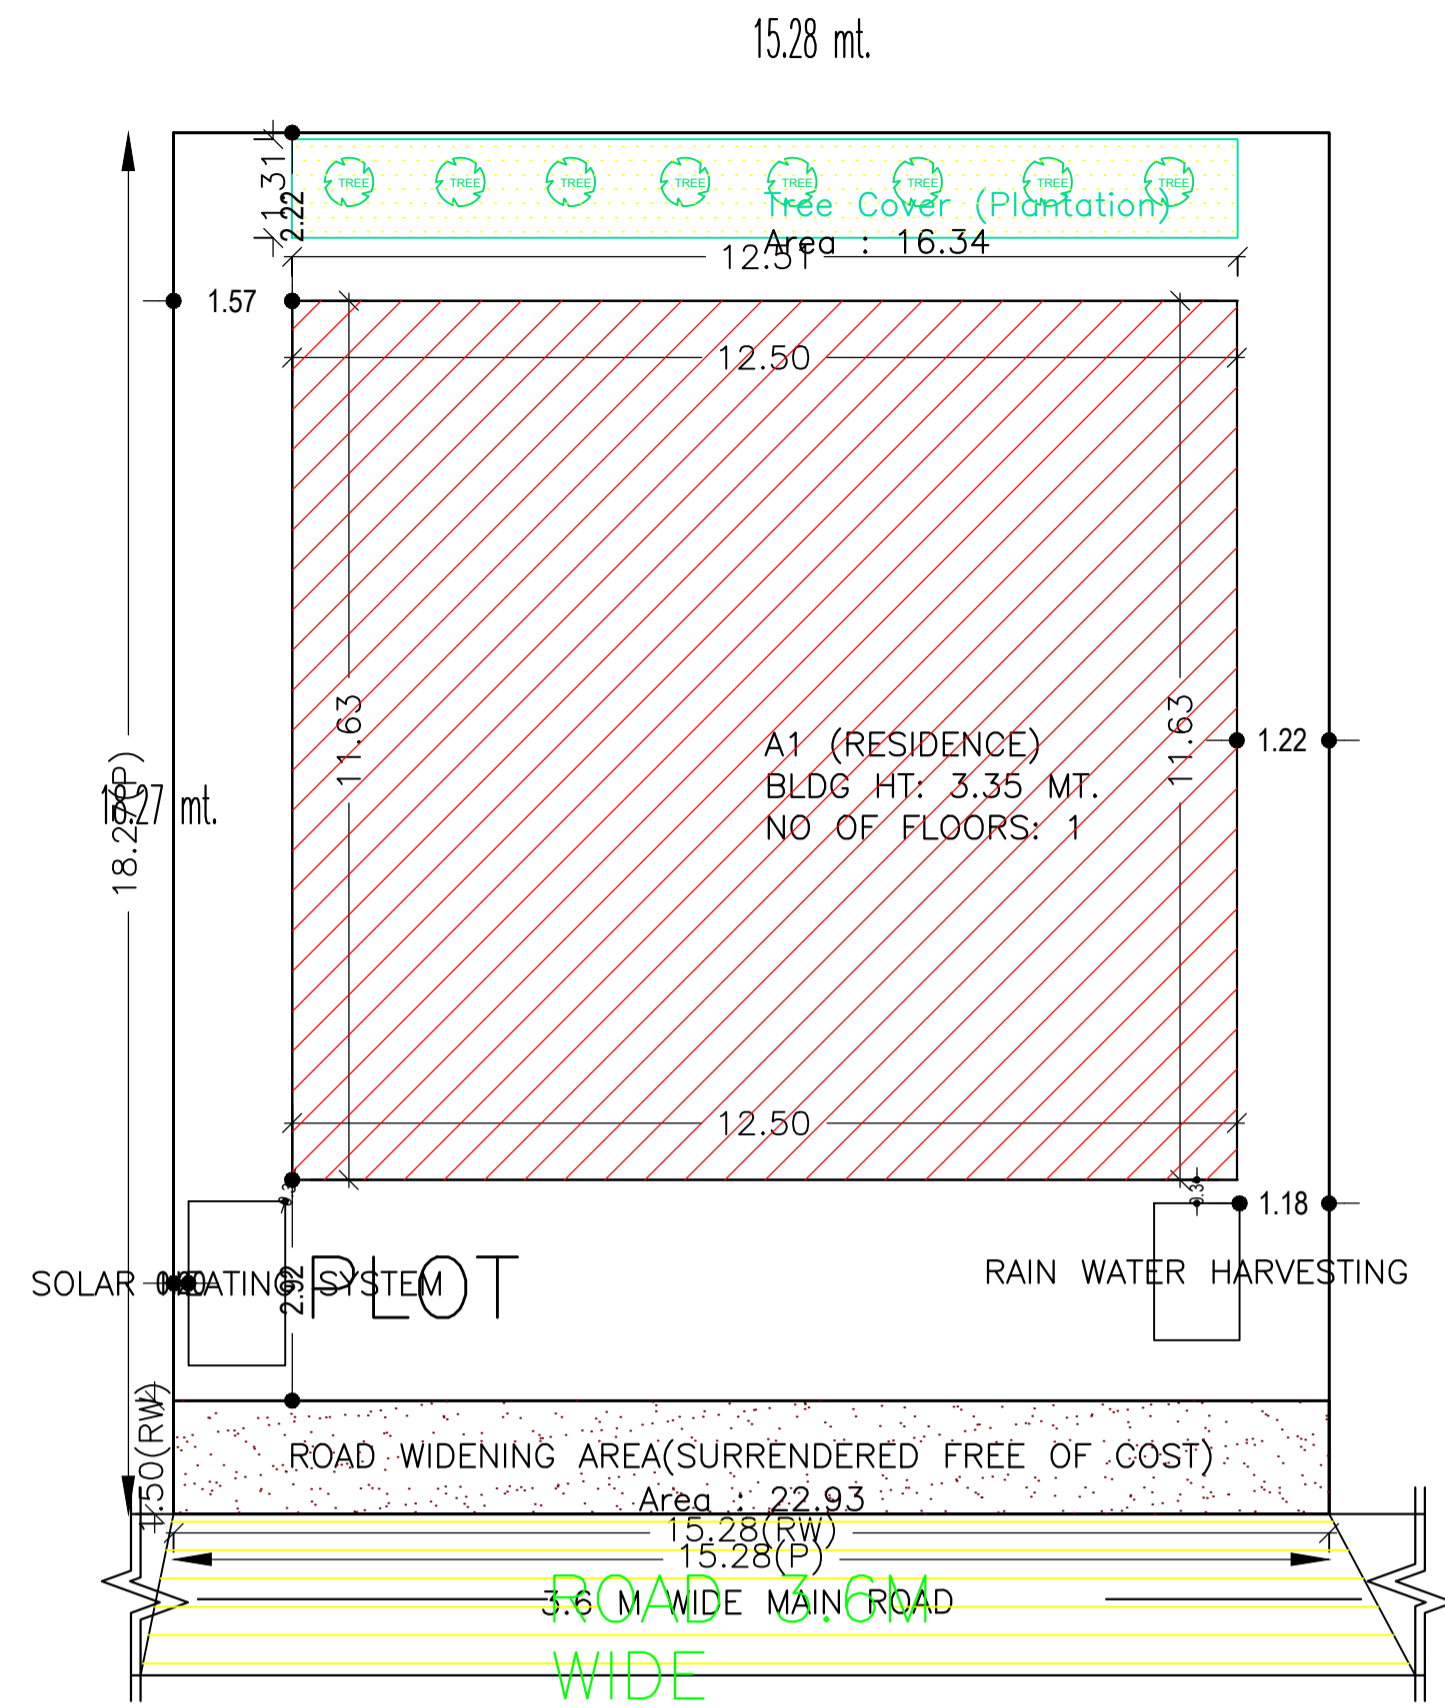 15.28 mt.
TREE TREE TREE TREE TREE TREE TREE TREE
1.31
2.22
Tree Cover (Plantation)
Area : 16.34
12.51
1.57
12.50
11.63
11.63
A1 (RESIDENCE)
BLDG HT: 3.35 MT.
NO OF FLOORS: 1
1.22
18.27(P)
18.27 mt.
12.50
1.18
SOLAR HEATING SYSTEM
2.92
PLOT
RAIN WATER HARVESTING
1.50(RW)
ROAD WIDENING AREA(SURRENDERED FREE OF COST)
Area : 22.93
15.28(RW)
15.28(P)
3.6 M WIDE MAIN ROAD
ROAD 3.6M
WIDE